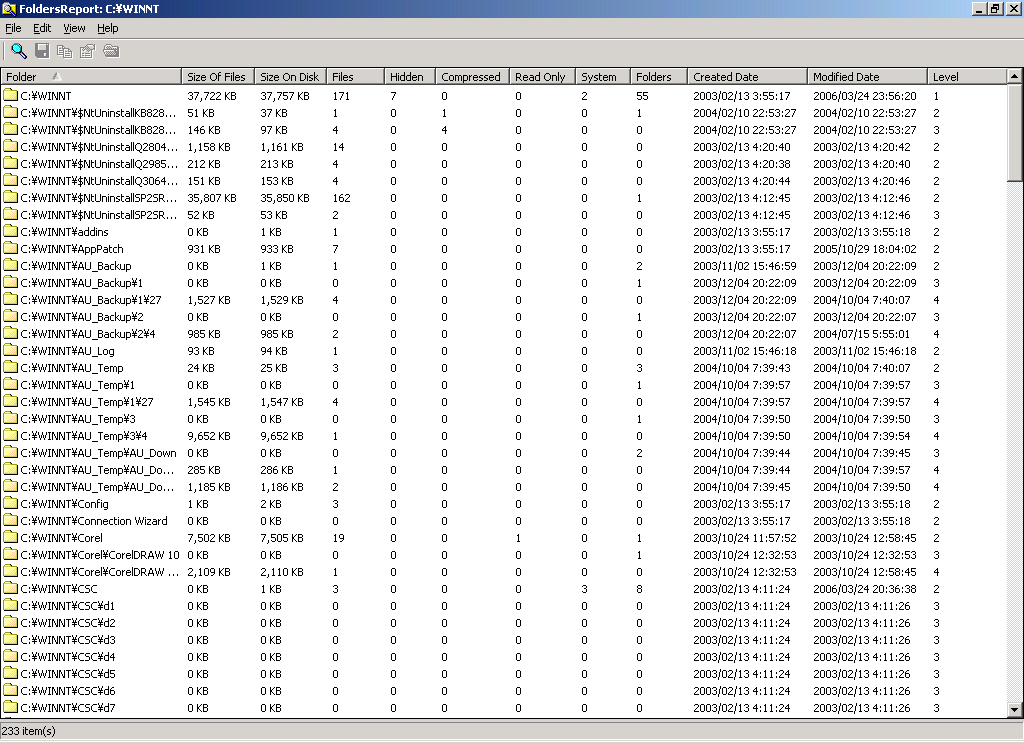 FoldersReport: C:¥WINNT
File Edit View Help
Folder Size Of Files Size On Disk Files Hidden Compressed Read Only System Folders Created Date Modified Date Level
C:¥WINNT 37,722 KB 37,757 KB 171 7 0 0 2 55 2003/02/13 3:55:17 2006/03/24 23:56:20 1
C:¥WINNT¥$NtUninstallKB828... 51 KB 37 KB 1 0 1 0 0 1 2004/02/10 22:53:27 2004/02/10 22:53:27 2
C:¥WINNT¥$NtUninstallKB828... 146 KB 97 KB 4 0 4 0 0 0 2004/02/10 22:53:27 2004/02/10 22:53:27 3
C:¥WINNT¥$NtUninstallQ2804... 1,158 KB 1,161 KB 14 0 0 0 0 0 2003/02/13 4:20:40 2003/02/13 4:20:42 2
C:¥WINNT¥$NtUninstallQ2985... 212 KB 213 KB 4 0 0 0 0 0 2003/02/13 4:20:38 2003/02/13 4:20:40 2
C:¥WINNT¥$NtUninstallQ3064... 151 KB 153 KB 4 0 0 0 0 0 2003/02/13 4:20:44 2003/02/13 4:20:46 2
C:¥WINNT¥$NtUninstallSP2SR... 35,807 KB 35,850 KB 162 0 0 0 0 1 2003/02/13 4:12:45 2003/02/13 4:12:46 2
C:¥WINNT¥$NtUninstallSP2SR... 52 KB 53 KB 2 0 0 0 0 0 2003/02/13 4:12:45 2003/02/13 4:12:46 3
C:¥WINNT¥addins 0 KB 1 KB 1 0 0 0 0 0 2003/02/13 3:55:17 2003/02/13 3:55:18 2
C:¥WINNT¥AppPatch 931 KB 933 KB 7 0 0 0 0 0 2003/02/13 3:55:17 2005/10/29 18:04:02 2
C:¥WINNT¥AU_Backup 0 KB 1 KB 1 0 0 0 0 2 2003/11/02 15:46:59 2003/12/04 20:22:09 2
C:¥WINNT¥AU_Backup¥1 0 KB 0 KB 0 0 0 0 0 1 2003/12/04 20:22:09 2003/12/04 20:22:09 3
C:¥WINNT¥AU_Backup¥1¥27 1,527 KB 1,529 KB 4 0 0 0 0 0 2003/12/04 20:22:09 2004/10/04 7:40:07 4
C:¥WINNT¥AU_Backup¥2 0 KB 0 KB 0 0 0 0 0 1 2003/12/04 20:22:07 2003/12/04 20:22:07 3
C:¥WINNT¥AU_Backup¥2¥4 985 KB 985 KB 2 0 0 0 0 0 2003/12/04 20:22:07 2004/07/15 5:55:01 4
C:¥WINNT¥AU_Log 93 KB 94 KB 1 0 0 0 0 0 2003/11/02 15:46:18 2003/11/02 15:46:18 2
C:¥WINNT¥AU_Temp 24 KB 25 KB 3 0 0 0 0 3 2004/10/04 7:39:43 2004/10/04 7:40:07 2
C:¥WINNT¥AU_Temp¥1 0 KB 0 KB 0 0 0 0 0 1 2004/10/04 7:39:57 2004/10/04 7:39:57 3
C:¥WINNT¥AU_Temp¥1¥27 1,545 KB 1,547 KB 4 0 0 0 0 0 2004/10/04 7:39:57 2004/10/04 7:39:57 4
C:¥WINNT¥AU_Temp¥3 0 KB 0 KB 0 0 0 0 0 1 2004/10/04 7:39:50 2004/10/04 7:39:50 3
C:¥WINNT¥AU_Temp¥3¥4 9,652 KB 9,652 KB 1 0 0 0 0 0 2004/10/04 7:39:50 2004/10/04 7:39:54 4
C:¥WINNT¥AU_Temp¥AU_Down 0 KB 0 KB 0 0 0 0 0 2 2004/10/04 7:39:44 2004/10/04 7:39:45 3
C:¥WINNT¥AU_Temp¥AU_Do... 285 KB 286 KB 1 0 0 0 0 0 2004/10/04 7:39:44 2004/10/04 7:39:57 4
C:¥WINNT¥AU_Temp¥AU_Do... 1,185 KB 1,186 KB 2 0 0 0 0 0 2004/10/04 7:39:45 2004/10/04 7:39:50 4
C:¥WINNT¥Config 1 KB 2 KB 3 0 0 0 0 0 2003/02/13 3:55:17 2003/02/13 3:55:18 2
C:¥WINNT¥Connection Wizard 0 KB 0 KB 0 0 0 0 0 0 2003/02/13 3:55:17 2003/02/13 3:55:18 2
C:¥WINNT¥Corel 7,502 KB 7,505 KB 19 0 0 1 0 1 2003/10/24 11:57:52 2003/10/24 12:58:45 2
C:¥WINNT¥Corel¥CorelDRAW 10 0 KB 0 KB 0 0 0 0 0 1 2003/10/24 12:32:53 2003/10/24 12:32:53 3
C:¥WINNT¥Corel¥CorelDRAW ... 2,109 KB 2,110 KB 1 0 0 0 0 0 2003/10/24 12:32:53 2003/10/24 12:58:45 4
C:¥WINNT¥CSC 0 KB 1 KB 3 0 0 0 3 8 2003/02/13 4:11:24 2006/03/24 20:36:38 2
C:¥WINNT¥CSC¥d1 0 KB 0 KB 0 0 0 0 0 0 2003/02/13 4:11:24 2003/02/13 4:11:26 3
C:¥WINNT¥CSC¥d2 0 KB 0 KB 0 0 0 0 0 0 2003/02/13 4:11:24 2003/02/13 4:11:26 3
C:¥WINNT¥CSC¥d3 0 KB 0 KB 0 0 0 0 0 0 2003/02/13 4:11:24 2003/02/13 4:11:26 3
C:¥WINNT¥CSC¥d4 0 KB 0 KB 0 0 0 0 0 0 2003/02/13 4:11:24 2003/02/13 4:11:26 3
C:¥WINNT¥CSC¥d5 0 KB 0 KB 0 0 0 0 0 0 2003/02/13 4:11:24 2003/02/13 4:11:26 3
C:¥WINNT¥CSC¥d6 0 KB 0 KB 0 0 0 0 0 0 2003/02/13 4:11:24 2003/02/13 4:11:26 3
C:¥WINNT¥CSC¥d7 0 KB 0 KB 0 0 0 0 0 0 2003/02/13 4:11:24 2003/02/13 4:11:26 3
233 item(s)